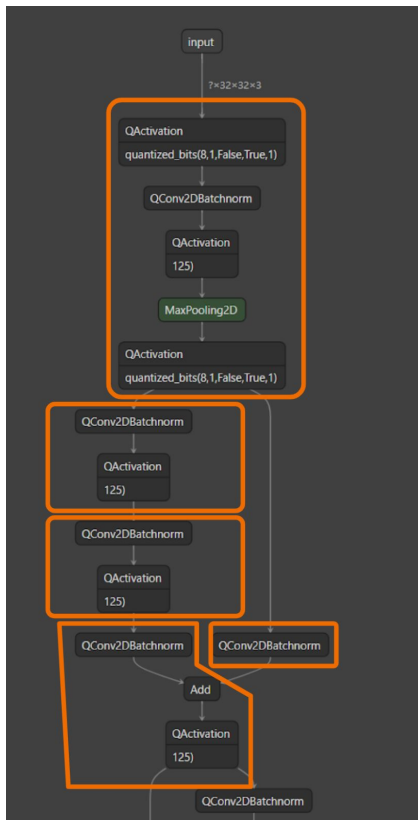 input
?×32×32×3
QActivation
quantized_bits(8,1,False,True,1)
QConv2DBatchnorm
QActivation
125)
MaxPooling2D
QActivation
quantized_bits(8,1,False,True,1)
QConv2DBatchnorm
QActivation
125)
QConv2DBatchnorm
QActivation
125)
QConv2DBatchnorm
QConv2DBatchnorm
Add
QActivation
125)
QConv2DBatchnorm